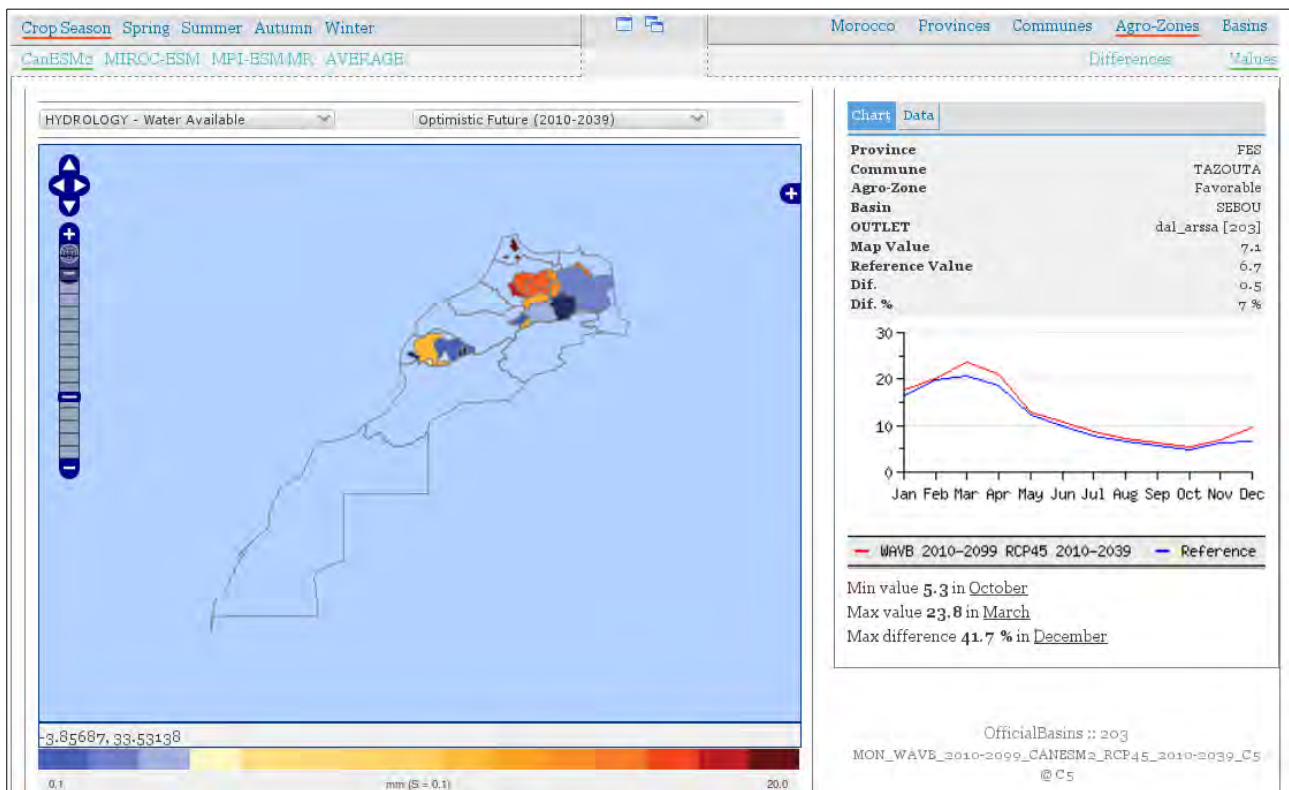 Crop Season Spring Summer Autumn Winter
Morocco Provinces Communes Agro-Zones Basins
CanESM2 MIROC-ESM MPI-ESM-MR AVERAGE
Differences Values
HYDROLOGY - Water Available
Optimistic Future (2010-2039)
-3.85687, 33.53138
0.1 mm (S = 0.1) 20.0
Chart Data
Province FES
Commune TAZOUTA
Agro-Zone Favorable
Basin SEBOU
OUTLET dal_arssa [203]
Map Value 7.1
Reference Value 6.7
Dif. 0.5
Dif. % 7 %
30
20
10
0
Jan Feb Mar Apr May Jun Jul Aug Sep Oct Nov Dec
WAVB 2010-2099 RCP45 2010-2039 Reference
Min value 5.3 in October
Max value 23.8 in March
Max difference 41.7 % in December
OfficialBasins :: 203
MON_WAVB_2010-2099_CANESM2_RCP45_2010-2039_C5
@ C5